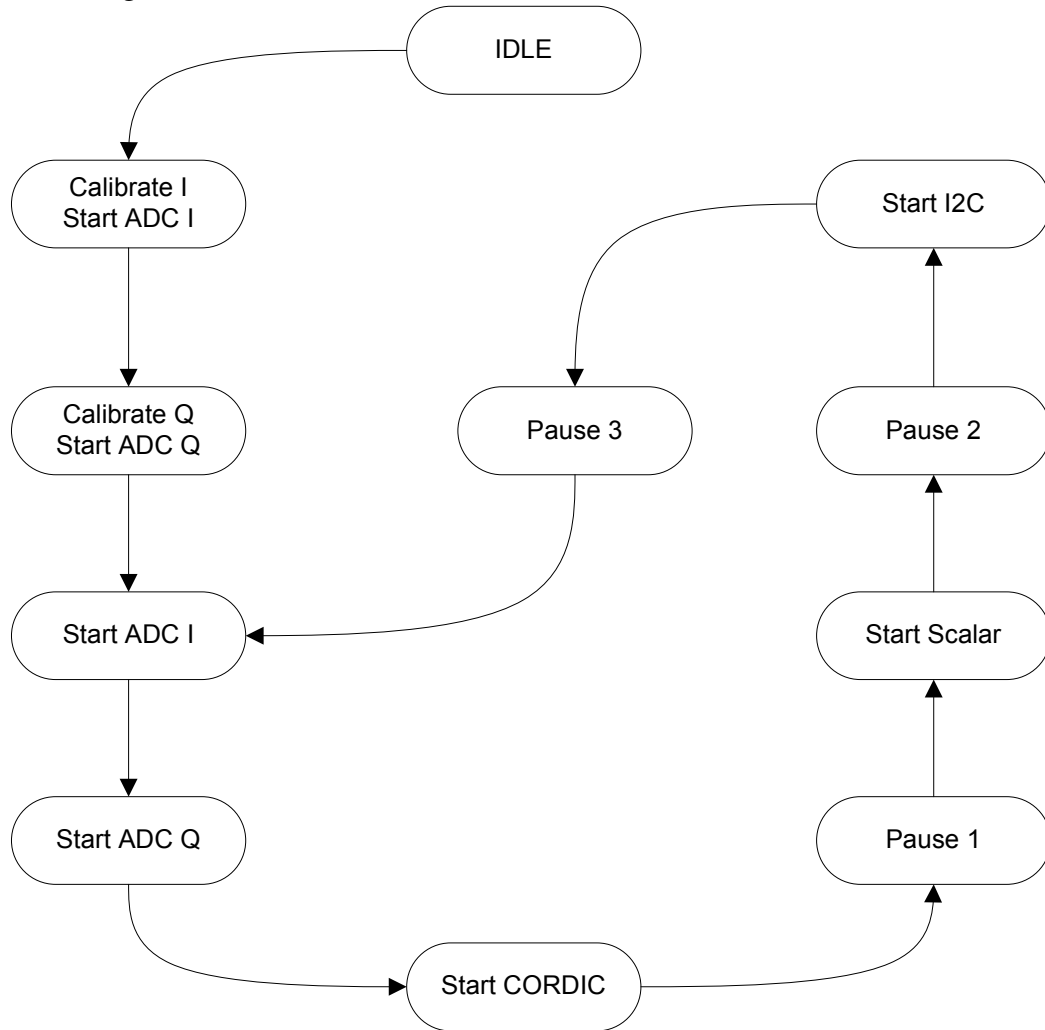 IDLE
Calibrate I
Start ADC I
Start I2C
Calibrate Q
Start ADC Q
Pause 3
Pause 2
Start ADC I
Start Scalar
Start ADC Q
Pause 1
Start CORDIC